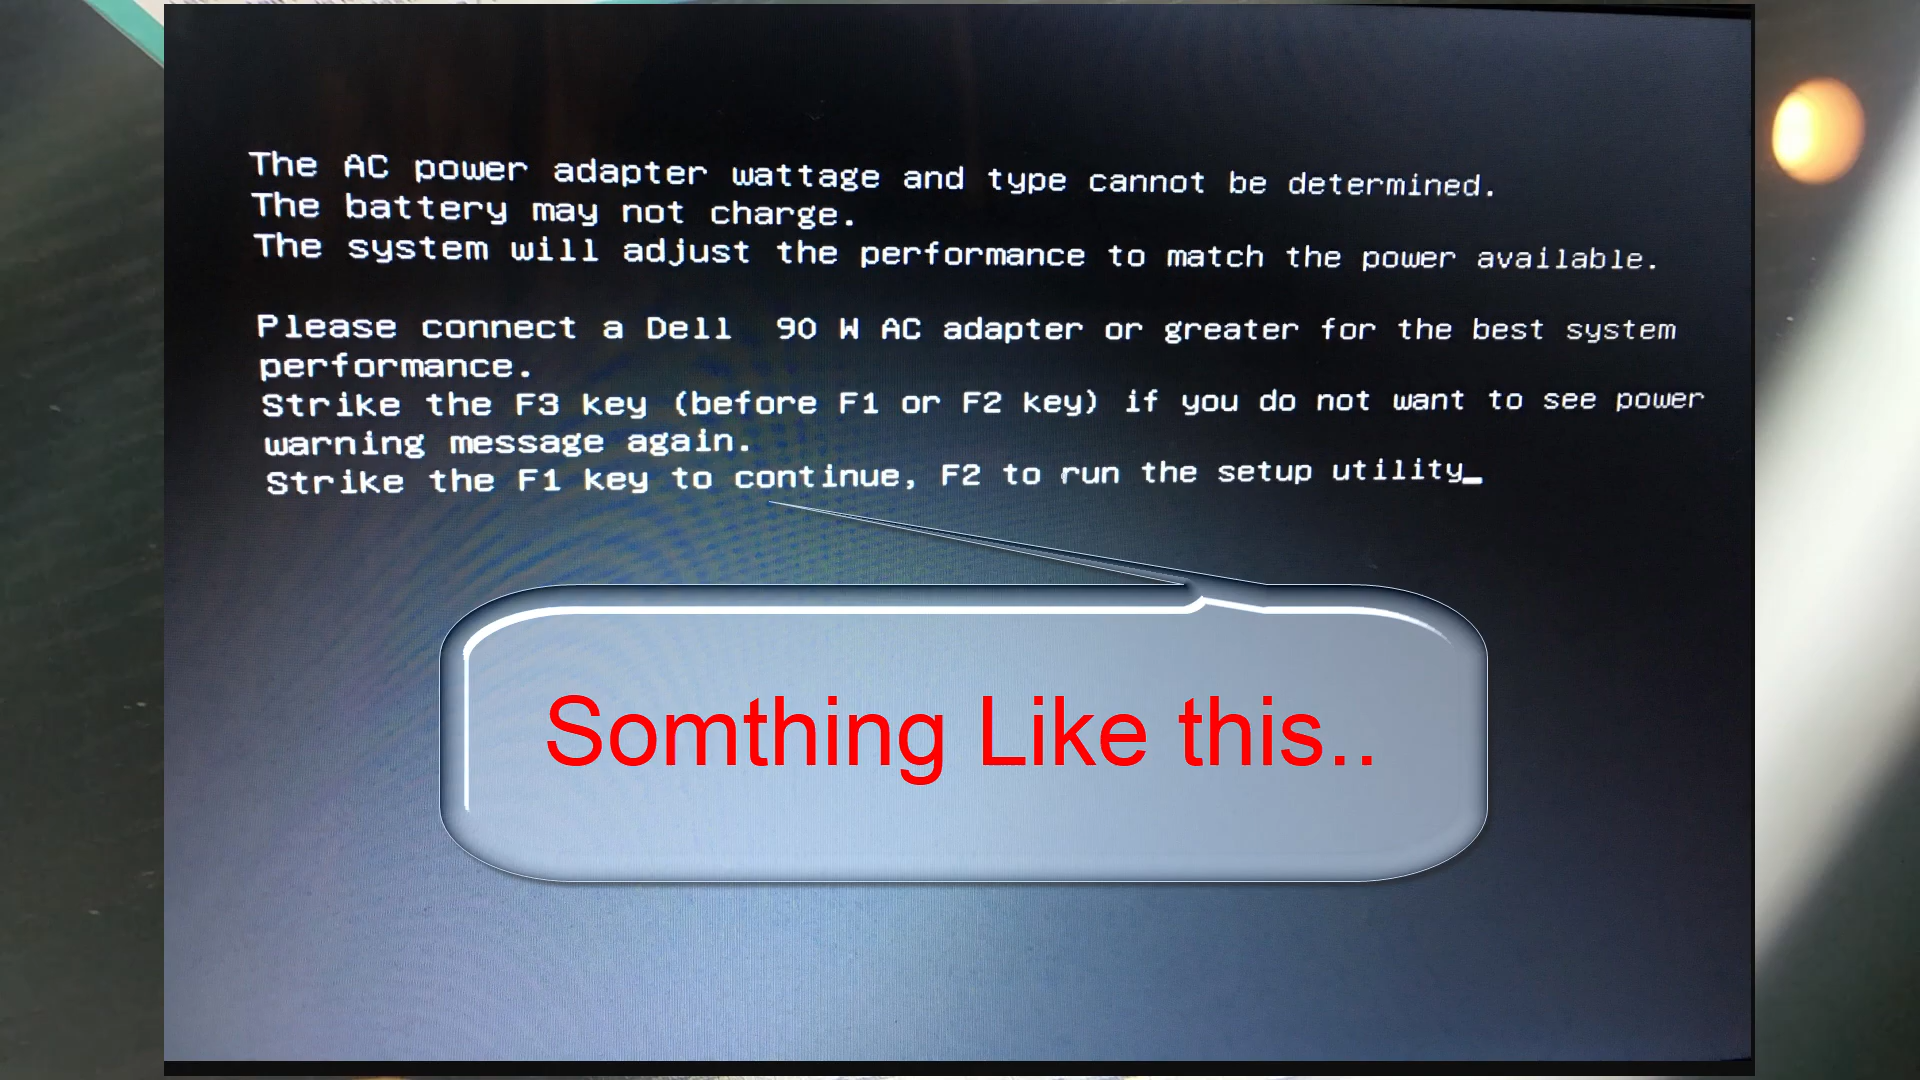 The AC power adapter wattage and type cannot be determined.
The battery may not charge.
The system will adjust the performance to match the power available.
Please connect a Dell  90 W AC adapter or greater for the best system
performance.
Strike the F3 key (before F1 or F2 key) if you do not want to see power
warning message again.
Strike the F1 key to continue, F2 to run the setup utility_
Somthing Like this..